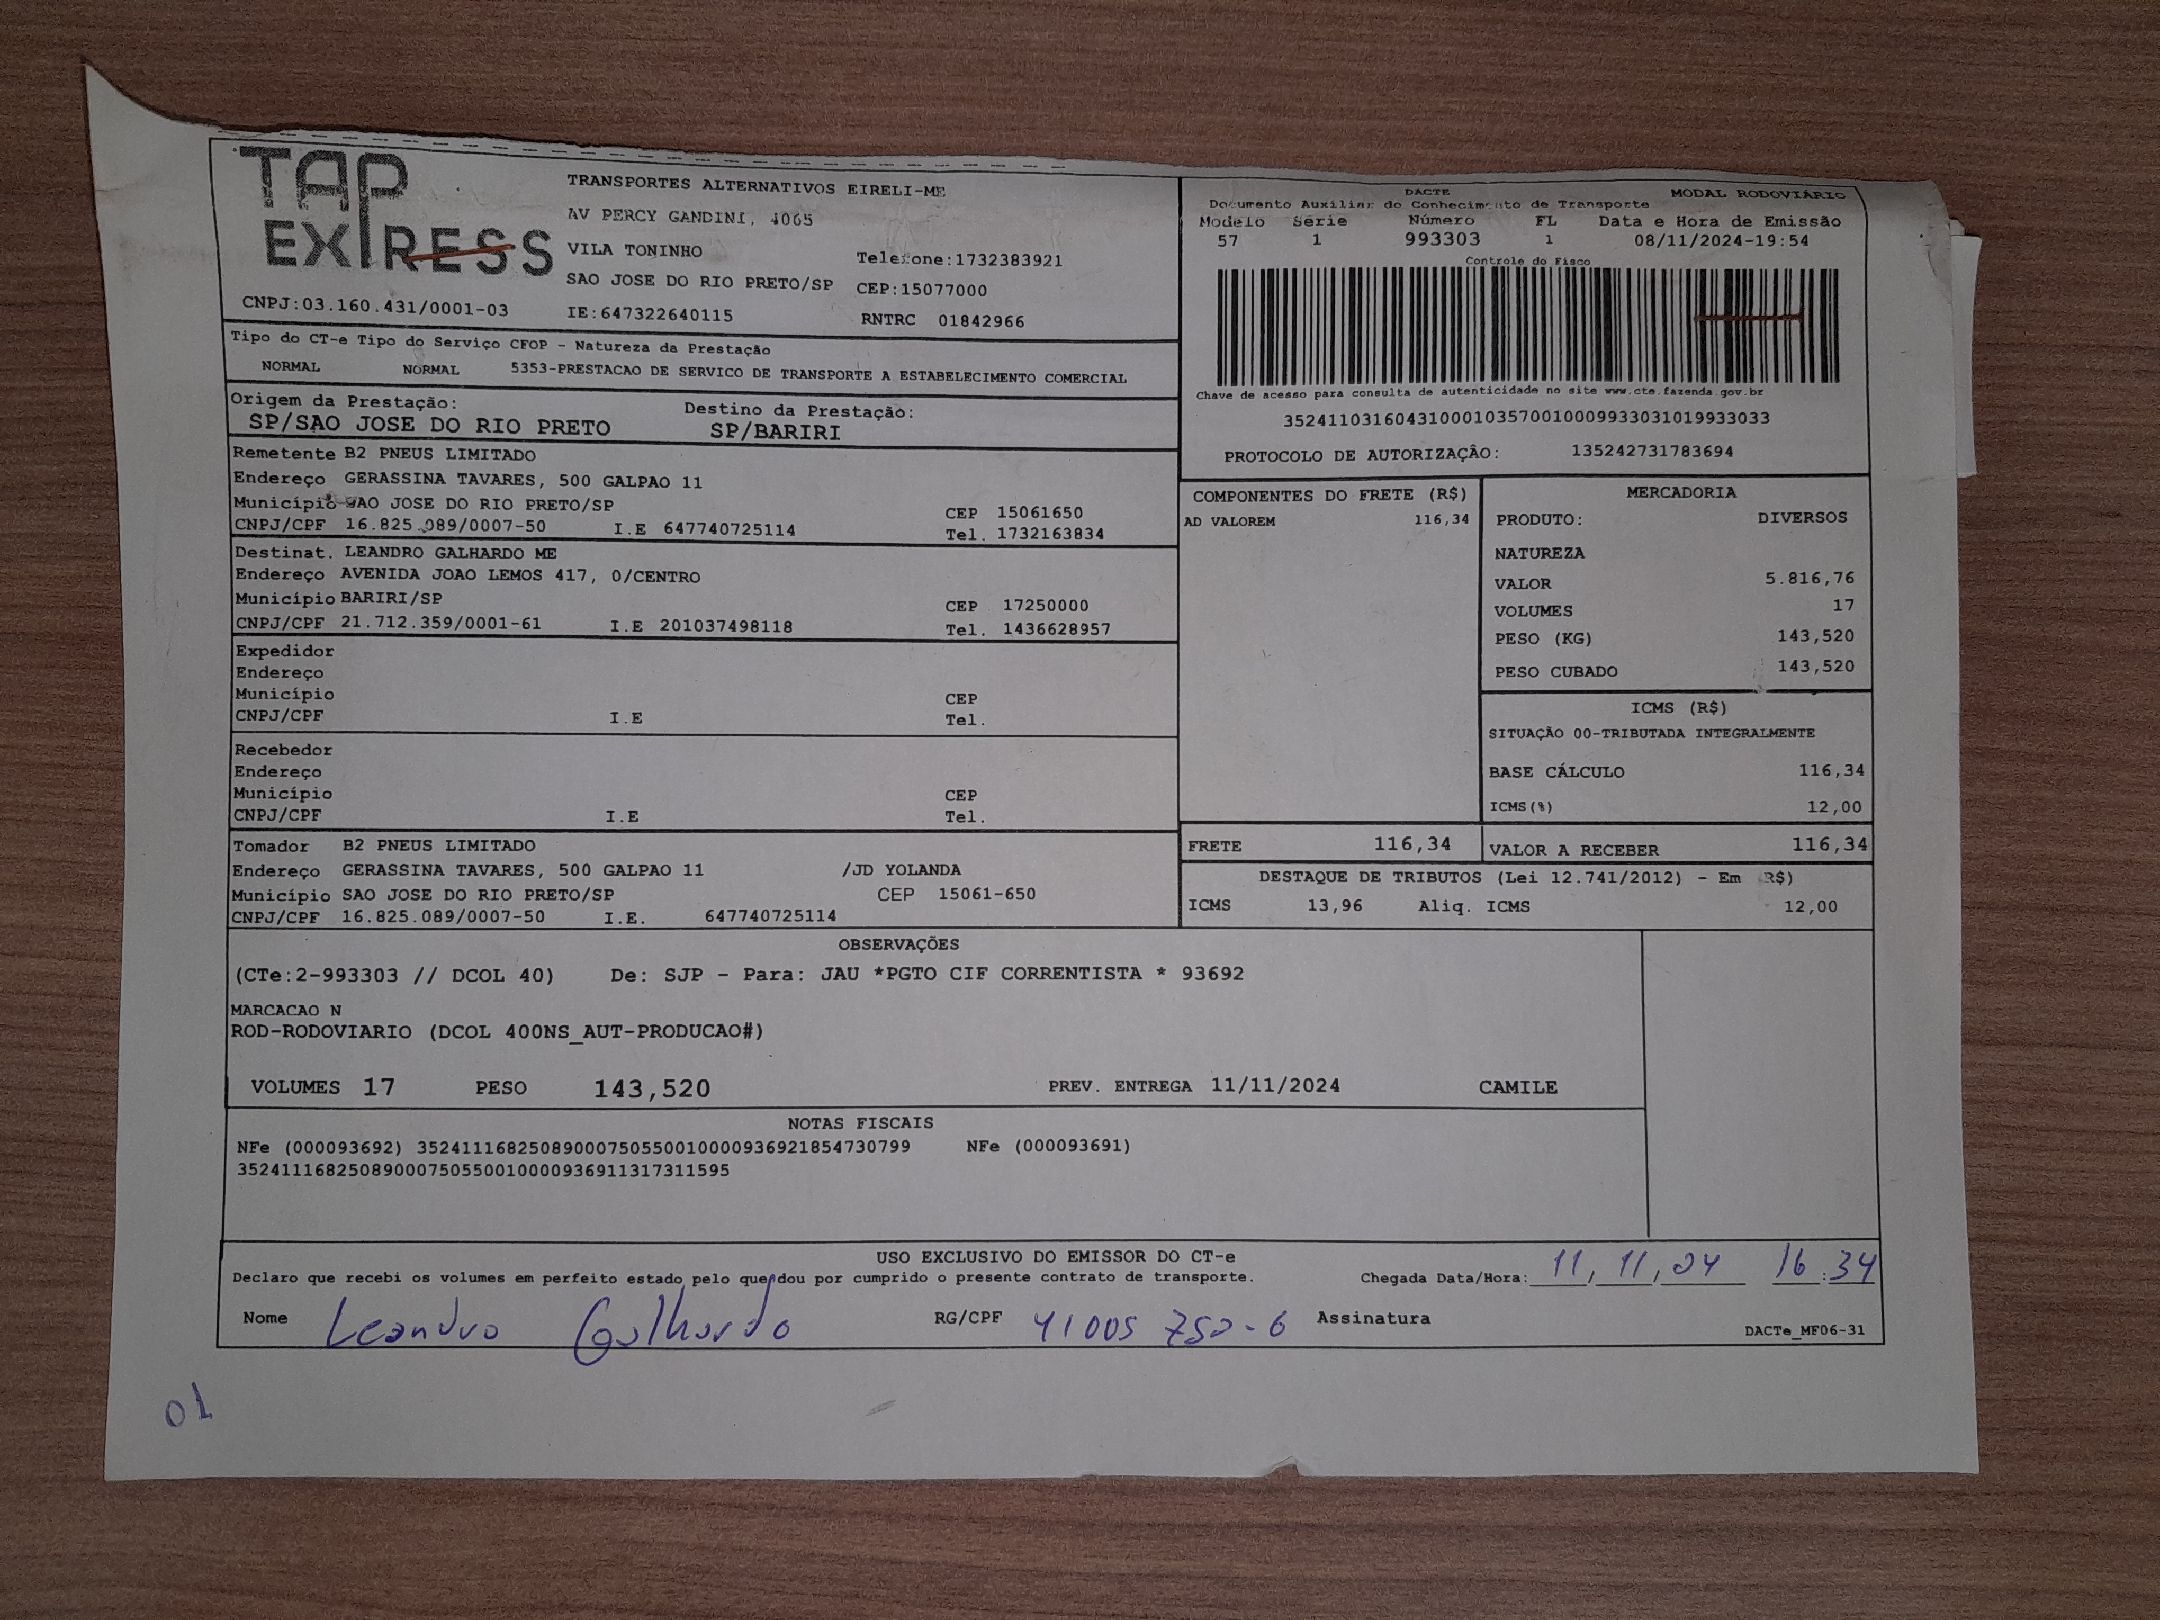 TAP
EXPRESS
TRANSPORTES ALTERNATIVOS EIRELI-ME
AV PERCY GANDINI, 4065
VILA TONINHO
Telefone:1732383921
SAO JOSE DO RIO PRETO/SP CEP:15077000
CNPJ:03.160.431/0001-03 IE:647322640115 RNTRC 01842966
DACTE MODAL RODOVIÁRIO
Documento Auxiliar do Conhecimento de Transporte
Modelo Série Número FL Data e Hora de Emissão
57 1 993303 1 08/11/2024-19:54
Controle do Fisco
Chave de acesso para consulta de autenticidade no site www.cte.fazenda.gov.br
35241103160431000103570010009933031019933033
PROTOCOLO DE AUTORIZAÇÃO: 135242731783694
Tipo do CT-e Tipo do Serviço CFOP - Natureza da Prestação
NORMAL NORMAL 5353-PRESTACAO DE SERVICO DE TRANSPORTE A ESTABELECIMENTO COMERCIAL
Origem da Prestação: Destino da Prestação:
SP/SAO JOSE DO RIO PRETO SP/BARIRI
Remetente B2 PNEUS LIMITADO
Endereço GERASSINA TAVARES, 500 GALPAO 11
Município SAO JOSE DO RIO PRETO/SP CEP 15061650
CNPJ/CPF 16.825.089/0007-50 I.E 647740725114 Tel. 1732163834
Destinat. LEANDRO GALHARDO ME
Endereço AVENIDA JOAO LEMOS 417, 0/CENTRO
Município BARIRI/SP CEP 17250000
CNPJ/CPF 21.712.359/0001-61 I.E 201037498118 Tel. 1436628957
Expedidor
Endereço
Município CEP
CNPJ/CPF I.E Tel.
Recebedor
Endereço
Município CEP
CNPJ/CPF I.E Tel.
Tomador B2 PNEUS LIMITADO
Endereço GERASSINA TAVARES, 500 GALPAO 11 /JD YOLANDA
Município SAO JOSE DO RIO PRETO/SP CEP 15061-650
CNPJ/CPF 16.825.089/0007-50 I.E. 647740725114
COMPONENTES DO FRETE (R$)
AD VALOREM 116,34
MERCADORIA
PRODUTO: DIVERSOS
NATUREZA
VALOR 5.816,76
VOLUMES 17
PESO (KG) 143,520
PESO CUBADO 143,520
ICMS (R$)
SITUAÇÃO 00-TRIBUTADA INTEGRALMENTE
BASE CÁLCULO 116,34
ICMS(%) 12,00
FRETE 116,34 VALOR A RECEBER 116,34
DESTAQUE DE TRIBUTOS (Lei 12.741/2012) - Em R$)
ICMS 13,96 Aliq. ICMS 12,00
OBSERVAÇÕES
(CTe:2-993303 // DCOL 40) De: SJP - Para: JAU *PGTO CIF CORRENTISTA * 93692
MARCACAO N
ROD-RODOVIARIO (DCOL 400NS_AUT-PRODUCAO#)
VOLUMES 17 PESO 143,520 PREV. ENTREGA 11/11/2024 CAMILE
NOTAS FISCAIS
NFe (000093692) 35241116825089000750550010000936921854730799 NFe (000093691)
35241116825089000750550010000936911317311595
USO EXCLUSIVO DO EMISSOR DO CT-e
Declaro que recebi os volumes em perfeito estado pelo que dou por cumprido o presente contrato de transporte. Chegada Data/Hora: 11/11/24 16:34
Nome Leandro Galhardo RG/CPF 41005 750-6 Assinatura
DACTe_MF06-31
01